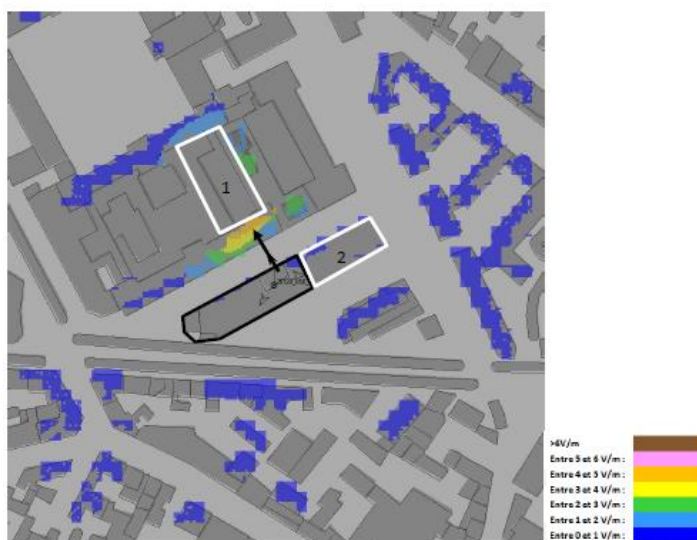 1
2
>6V/m
Entre 5 et 6 V/m :
Entre 4 et 5 V/m :
Entre 3 et 4 V/m :
Entre 2 et 3 V/m :
Entre 1 et 2 V/m :
Entre 0 et 1 V/m :